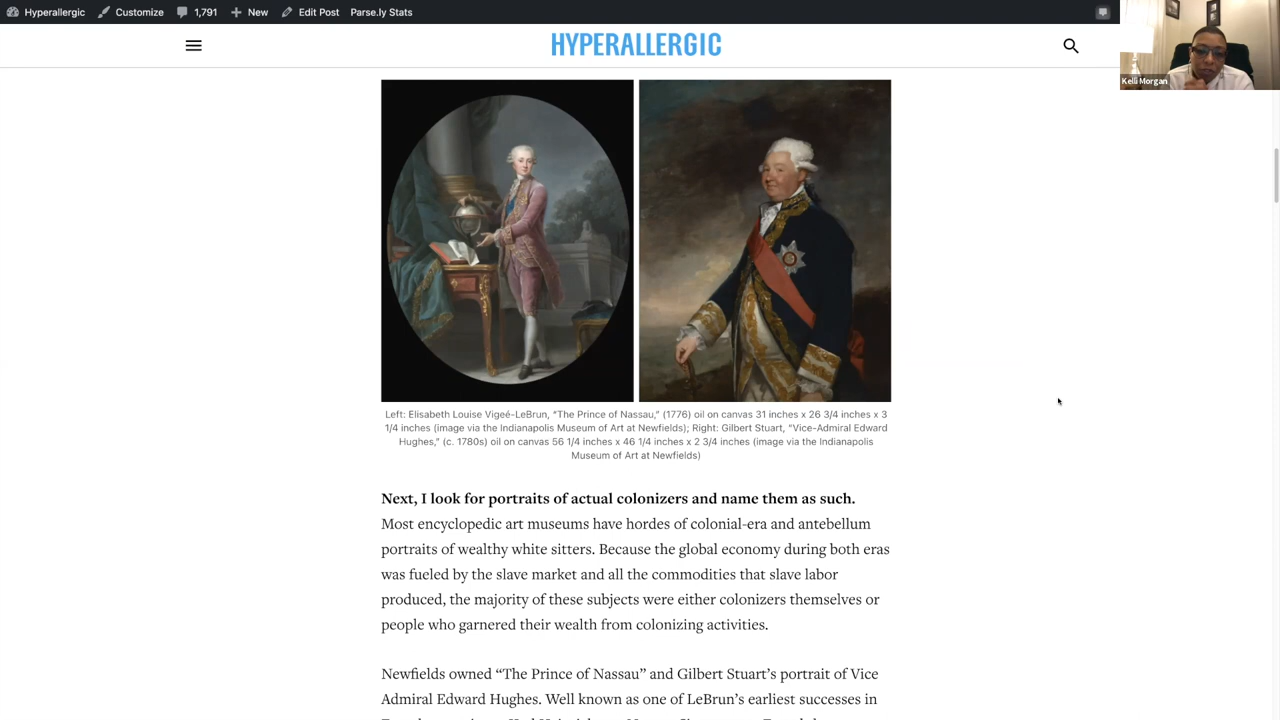 Hyperallergic Customize 1,791 New Edit Post Parse.ly Stats
HYPERALLERGIC
Kelli Morgan
Left: Elisabeth Louise Vigeé-LeBrun, “The Prince of Nassau,” (1776) oil on canvas 31 inches x 26 3/4 inches x 3
1/4 inches (image via the Indianapolis Museum of Art at Newfields); Right: Gilbert Stuart, “Vice-Admiral Edward
Hughes,” (c. 1780s) oil on canvas 56 1/4 inches x 46 1/4 inches x 2 3/4 inches (image via the Indianapolis
Museum of Art at Newfields)
Next, I look for portraits of actual colonizers and name them as such.
Most encyclopedic art museums have hordes of colonial-era and antebellum
portraits of wealthy white sitters. Because the global economy during both eras
was fueled by the slave market and all the commodities that slave labor
produced, the majority of these subjects were either colonizers themselves or
people who garnered their wealth from colonizing activities.
Newfields owned “The Prince of Nassau” and Gilbert Stuart’s portrait of Vice
Admiral Edward Hughes. Well known as one of LeBrun’s earliest successes in